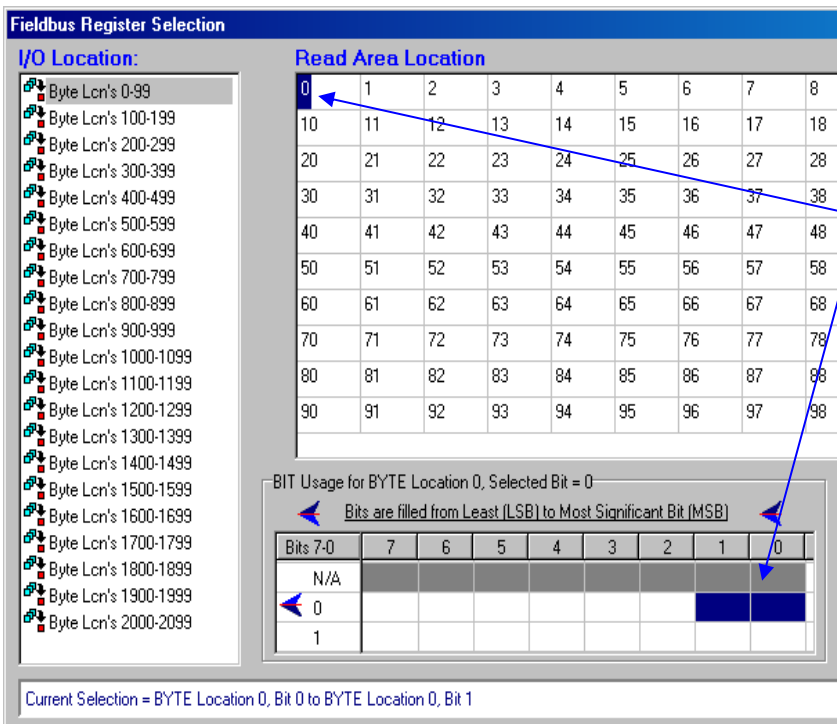 Fieldbus Register Selection
I/O Location:
Byte Lcn's 0-99
Byte Lcn's 100-199
Byte Lcn's 200-299
Byte Lcn's 300-399
Byte Lcn's 400-499
Byte Lcn's 500-599
Byte Lcn's 600-699
Byte Lcn's 700-799
Byte Lcn's 800-899
Byte Lcn's 900-999
Byte Lcn's 1000-1099
Byte Lcn's 1100-1199
Byte Lcn's 1200-1299
Byte Lcn's 1300-1399
Byte Lcn's 1400-1499
Byte Lcn's 1500-1599
Byte Lcn's 1600-1699
Byte Lcn's 1700-1799
Byte Lcn's 1800-1899
Byte Lcn's 1900-1999
Byte Lcn's 2000-2099
Read Area Location
0 1 2 3 4 5 6 7 8
10 11 12 13 14 15 16 17 18
20 21 22 23 24 25 26 27 28
30 31 32 33 34 35 36 37 38
40 41 42 43 44 45 46 47 48
50 51 52 53 54 55 56 57 58
60 61 62 63 64 65 66 67 68
70 71 72 73 74 75 76 77 78
80 81 82 83 84 85 86 87 88
90 91 92 93 94 95 96 97 98
BIT Usage for BYTE Location 0, Selected Bit = 0
Bits are filled from Least (LSB) to Most Significant Bit (MSB)
Bits 7-0 7 6 5 4 3 2 1 0
N/A
0
1
Current Selection = BYTE Location 0, Bit 0 to BYTE Location 0, Bit 1